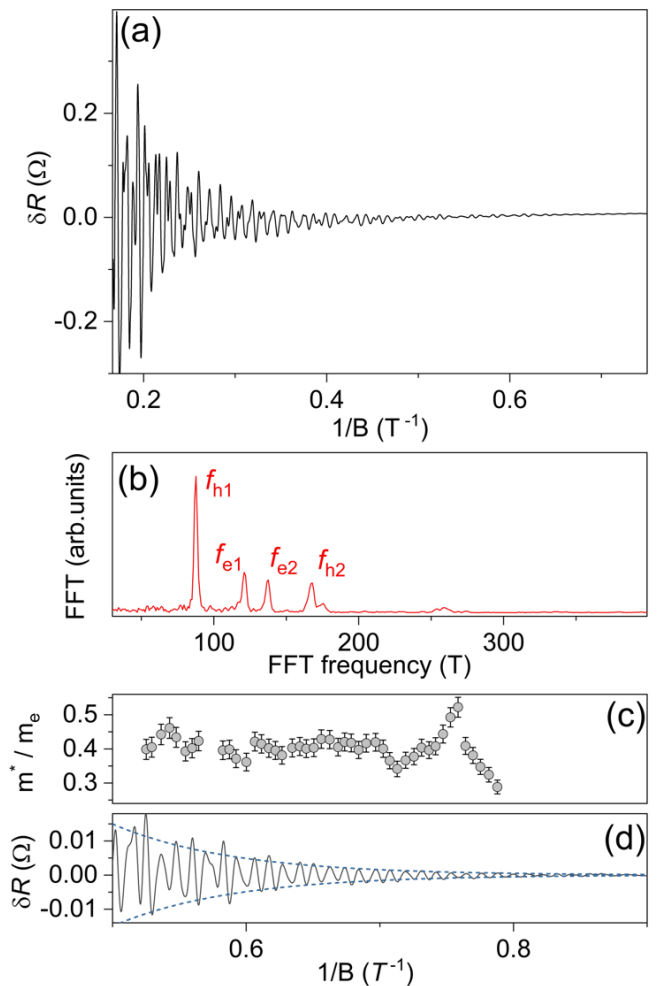 (a)
δR (Ω)
0.2
0.0
-0.2
0.2 0.4 0.6
1/B (T⁻¹)
(b)
FFT (arb.units)
f_h1
f_e1 f_e2 f_h2
100 200 300
FFT frequency (T)
(c)
m* / m_e
0.5
0.4
0.3
(d)
δR (Ω)
0.01
0.00
-0.01
0.6 0.8
1/B (T⁻¹)